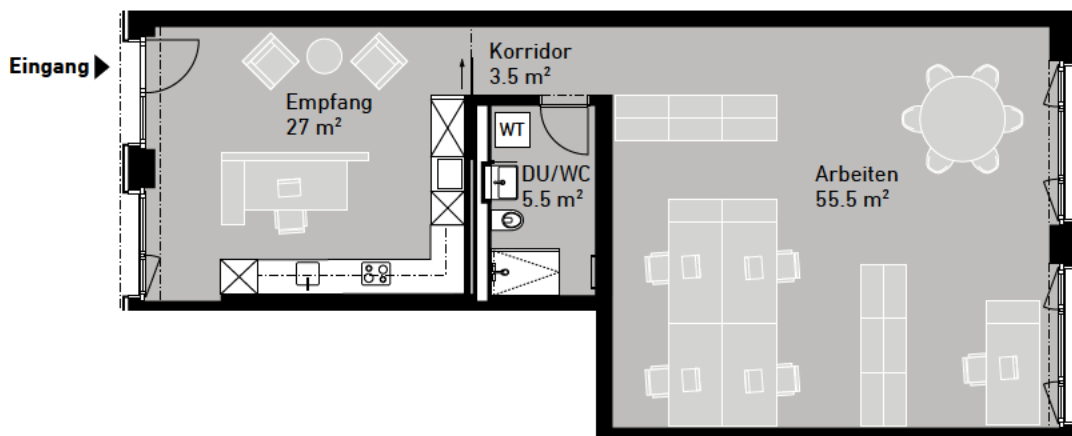 Eingang
Empfang
27 m²
Korridor
3.5 m²
WT
DU/WC
5.5 m²
Arbeiten
55.5 m²